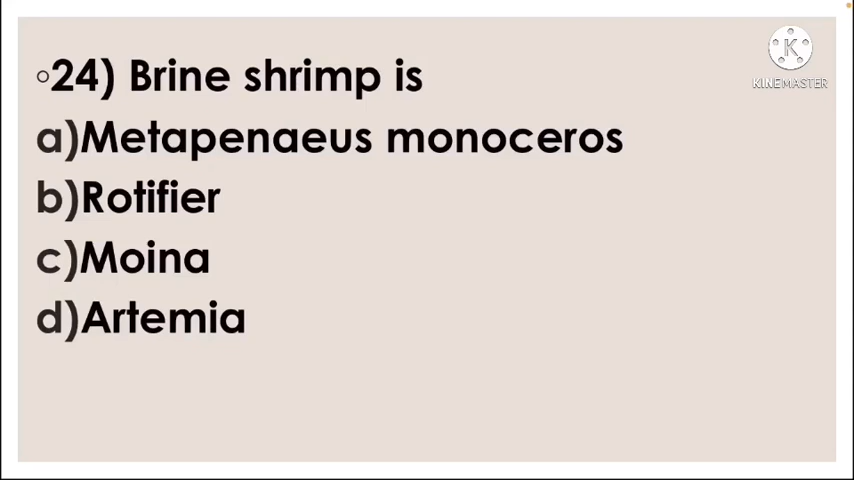 ◦24) Brine shrimp is
a)Metapenaeus monoceros
b)Rotifier
c)Moina
d)Artemia
K
KINEMASTER